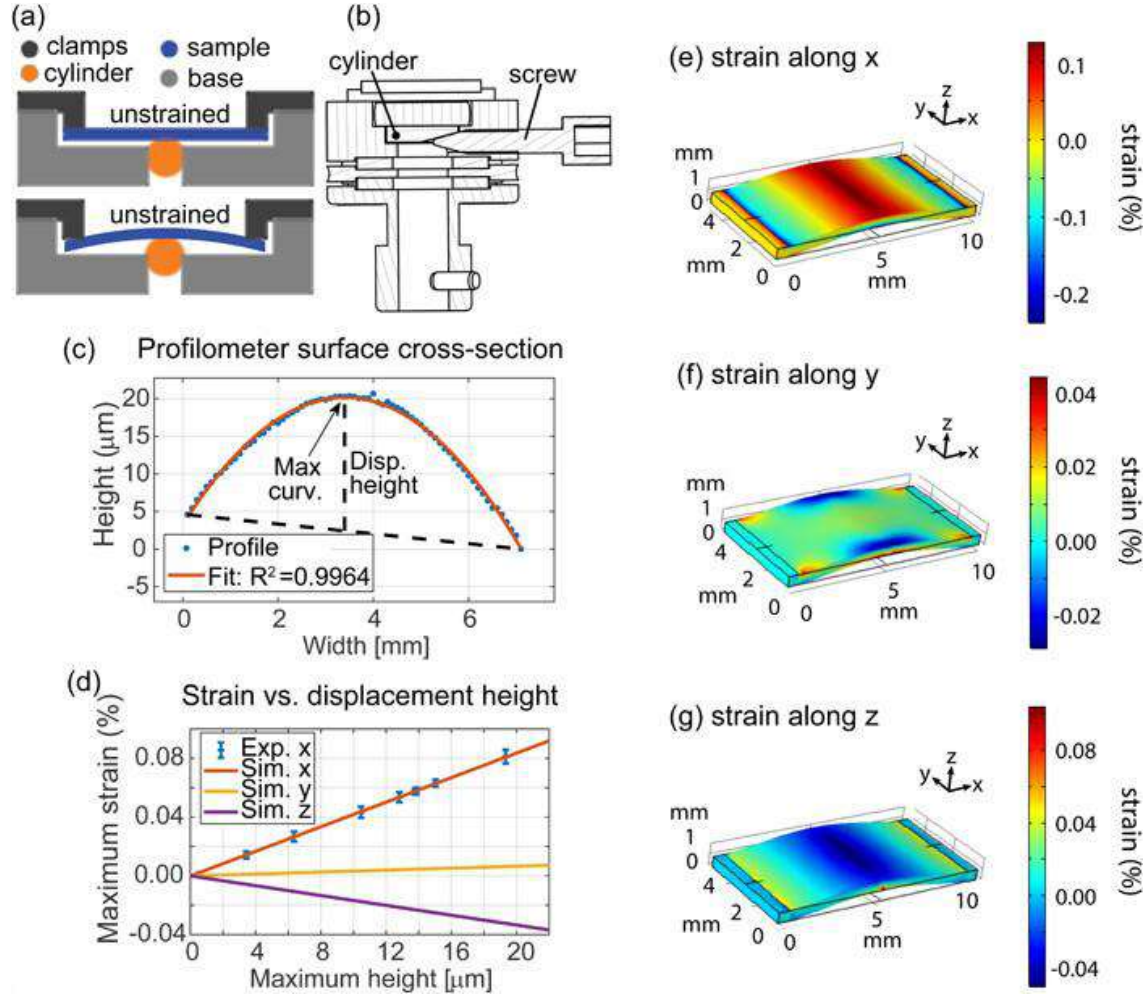 (a)
clamps
sample
cylinder
base
unstrained
unstrained
(b)
cylinder
screw
(c) Profilometer surface cross-section
Height (μm)
20
15
10
5
0
-5
Max
curv.
Disp.
height
Profile
Fit: R²=0.9964
0 2 4 6
Width [mm]
(d) Strain vs. displacement height
Maximum strain (%)
0.08
0.04
0.00
-0.04
Exp. x
Sim. x
Sim. y
Sim. z
0 4 8 12 16 20
Maximum height [μm]
(e) strain along x
z
y x
mm
1
0
4
2
mm
0
0
5
mm
10
0.1
0.0
-0.1
-0.2
strain (%)
(f) strain along y
z
y x
mm
1
0
4
2
mm
0
0
5
mm
10
0.04
0.02
0.00
-0.02
strain (%)
(g) strain along z
z
y x
mm
1
0
4
2
mm
0
0
5
mm
10
0.08
0.04
0.00
-0.04
strain (%)